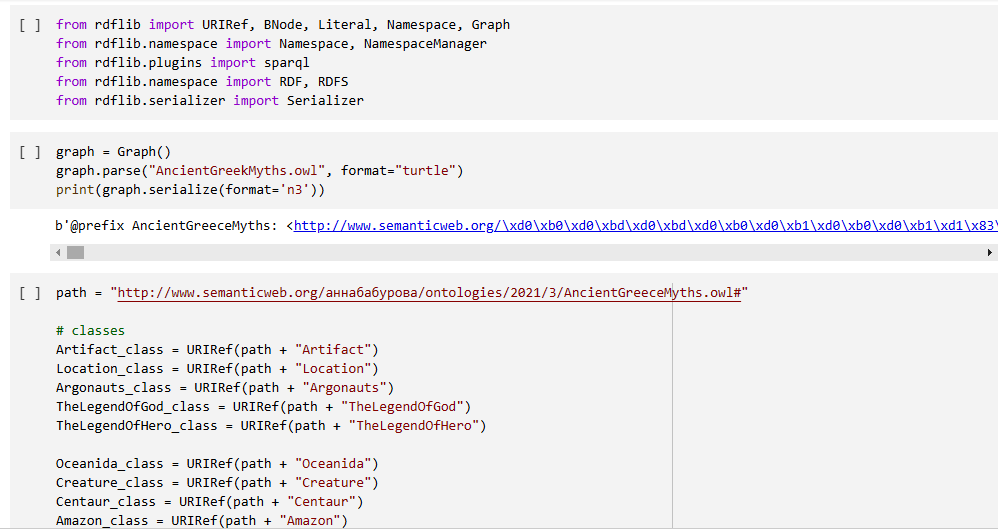 [ ] from rdflib import URIRef, BNode, Literal, Namespace, Graph
from rdflib.namespace import Namespace, NamespaceManager
from rdflib.plugins import sparql
from rdflib.namespace import RDF, RDFS
from rdflib.serializer import Serializer
[ ] graph = Graph()
graph.parse("AncientGreekMyths.owl", format="turtle")
print(graph.serialize(format='n3'))
b'@prefix AncientGreeceMyths: <http://www.semanticweb.org/\xd0\xb0\xd0\xbd\xd0\xbd\xd0\xb0\xd0\xb1\xd0\xb0\xd0\xb1\xd1\x83\
[ ] path = "http://www.semanticweb.org/аннабабурова/ontologies/2021/3/AncientGreeceMyths.owl#"
# classes
Artifact_class = URIRef(path + "Artifact")
Location_class = URIRef(path + "Location")
Argonauts_class = URIRef(path + "Argonauts")
TheLegendOfGod_class = URIRef(path + "TheLegendOfGod")
TheLegendOfHero_class = URIRef(path + "TheLegendOfHero")
Oceanida_class = URIRef(path + "Oceanida")
Creature_class = URIRef(path + "Creature")
Centaur_class = URIRef(path + "Centaur")
Amazon_class = URIRef(path + "Amazon")